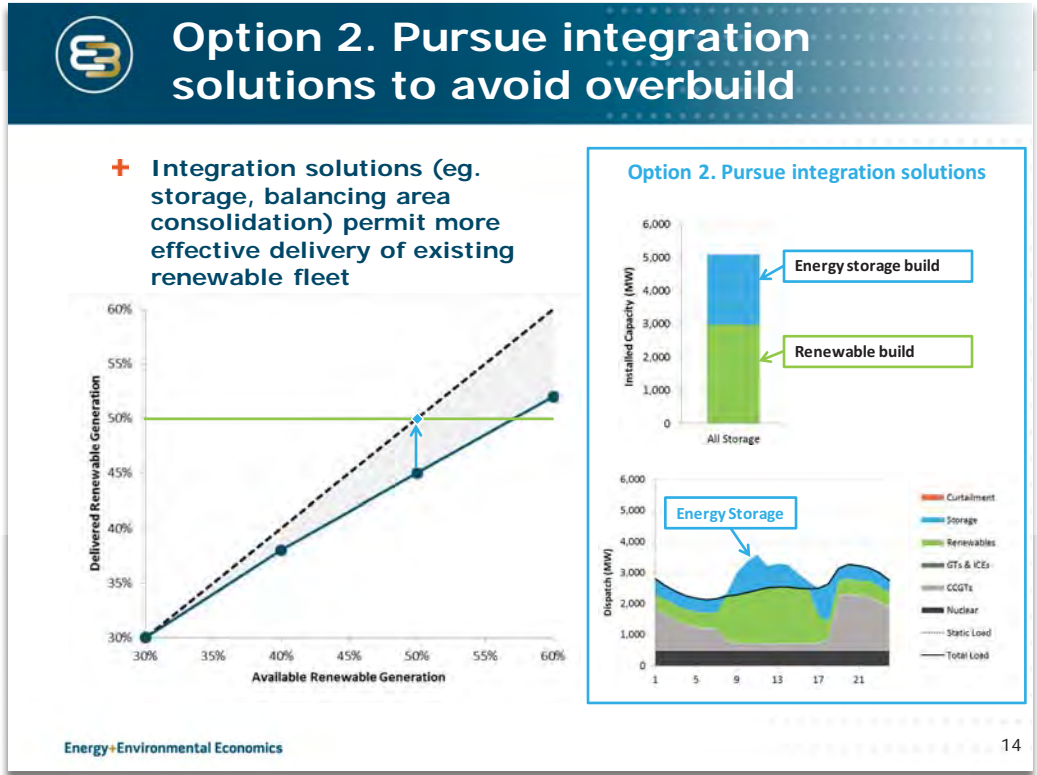 Option 2. Pursue integration
solutions to avoid overbuild
+ Integration solutions (eg.
storage, balancing area
consolidation) permit more
effective delivery of existing
renewable fleet
60%
55%
50%
45%
40%
35%
30%
Delivered Renewable Generation
30% 35% 40% 45% 50% 55% 60%
Available Renewable Generation
Option 2. Pursue integration solutions
6,000
5,000
4,000
3,000
2,000
1,000
0
Installed Capacity (MW)
Energy storage build
Renewable build
All Storage
6,000
5,000
4,000
3,000
2,000
1,000
0
Dispatch (MW)
Energy Storage
1 5 9 13 17 21
Curtailment
Storage
Renewables
GTs & ICEs
CCGTs
Nuclear
Static Load
Total Load
Energy+Environmental Economics
14